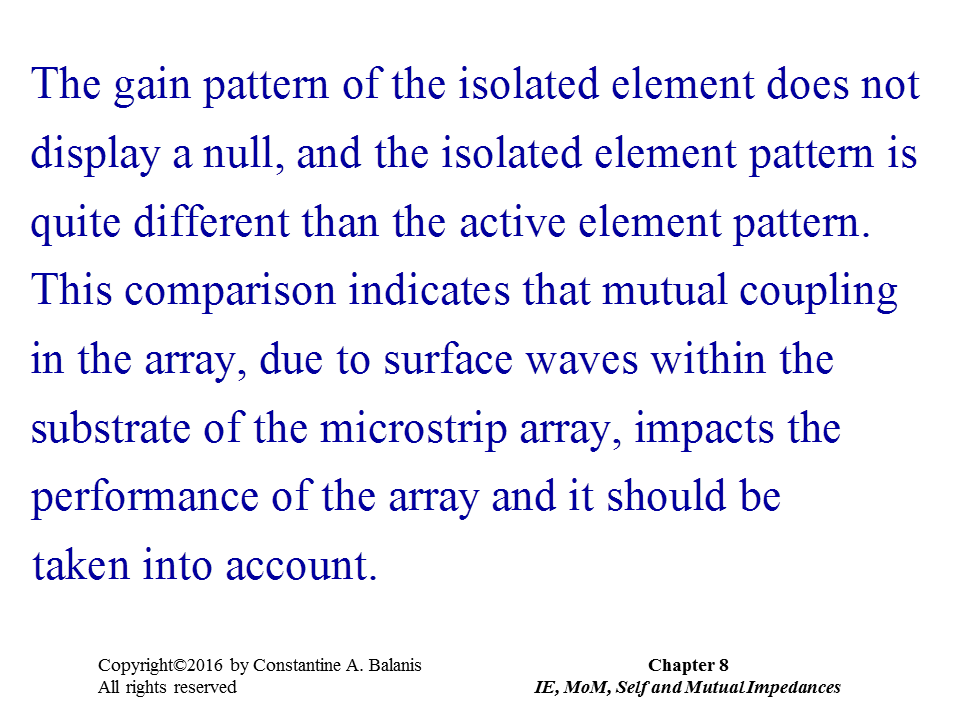 The gain pattern of the isolated element does not
display a null, and the isolated element pattern is
quite different than the active element pattern.
This comparison indicates that mutual coupling
in the array, due to surface waves within the
substrate of the microstrip array, impacts the
performance of the array and it should be
taken into account.
Copyright©2016 by Constantine A. Balanis
All rights reserved
Chapter 8
IE, MoM, Self and Mutual Impedances